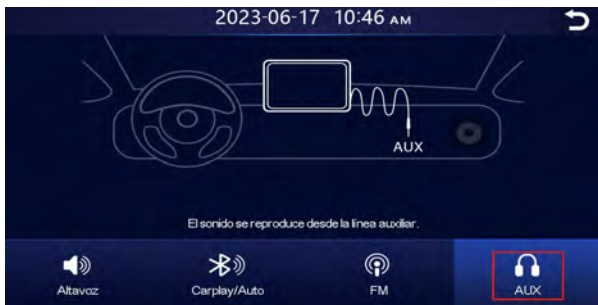 2023-06-17 10:46 AM
AUX
El sonido se reproduce desde la línea auxiliar.
Altavoz
Carplay/Auto
FM
AUX